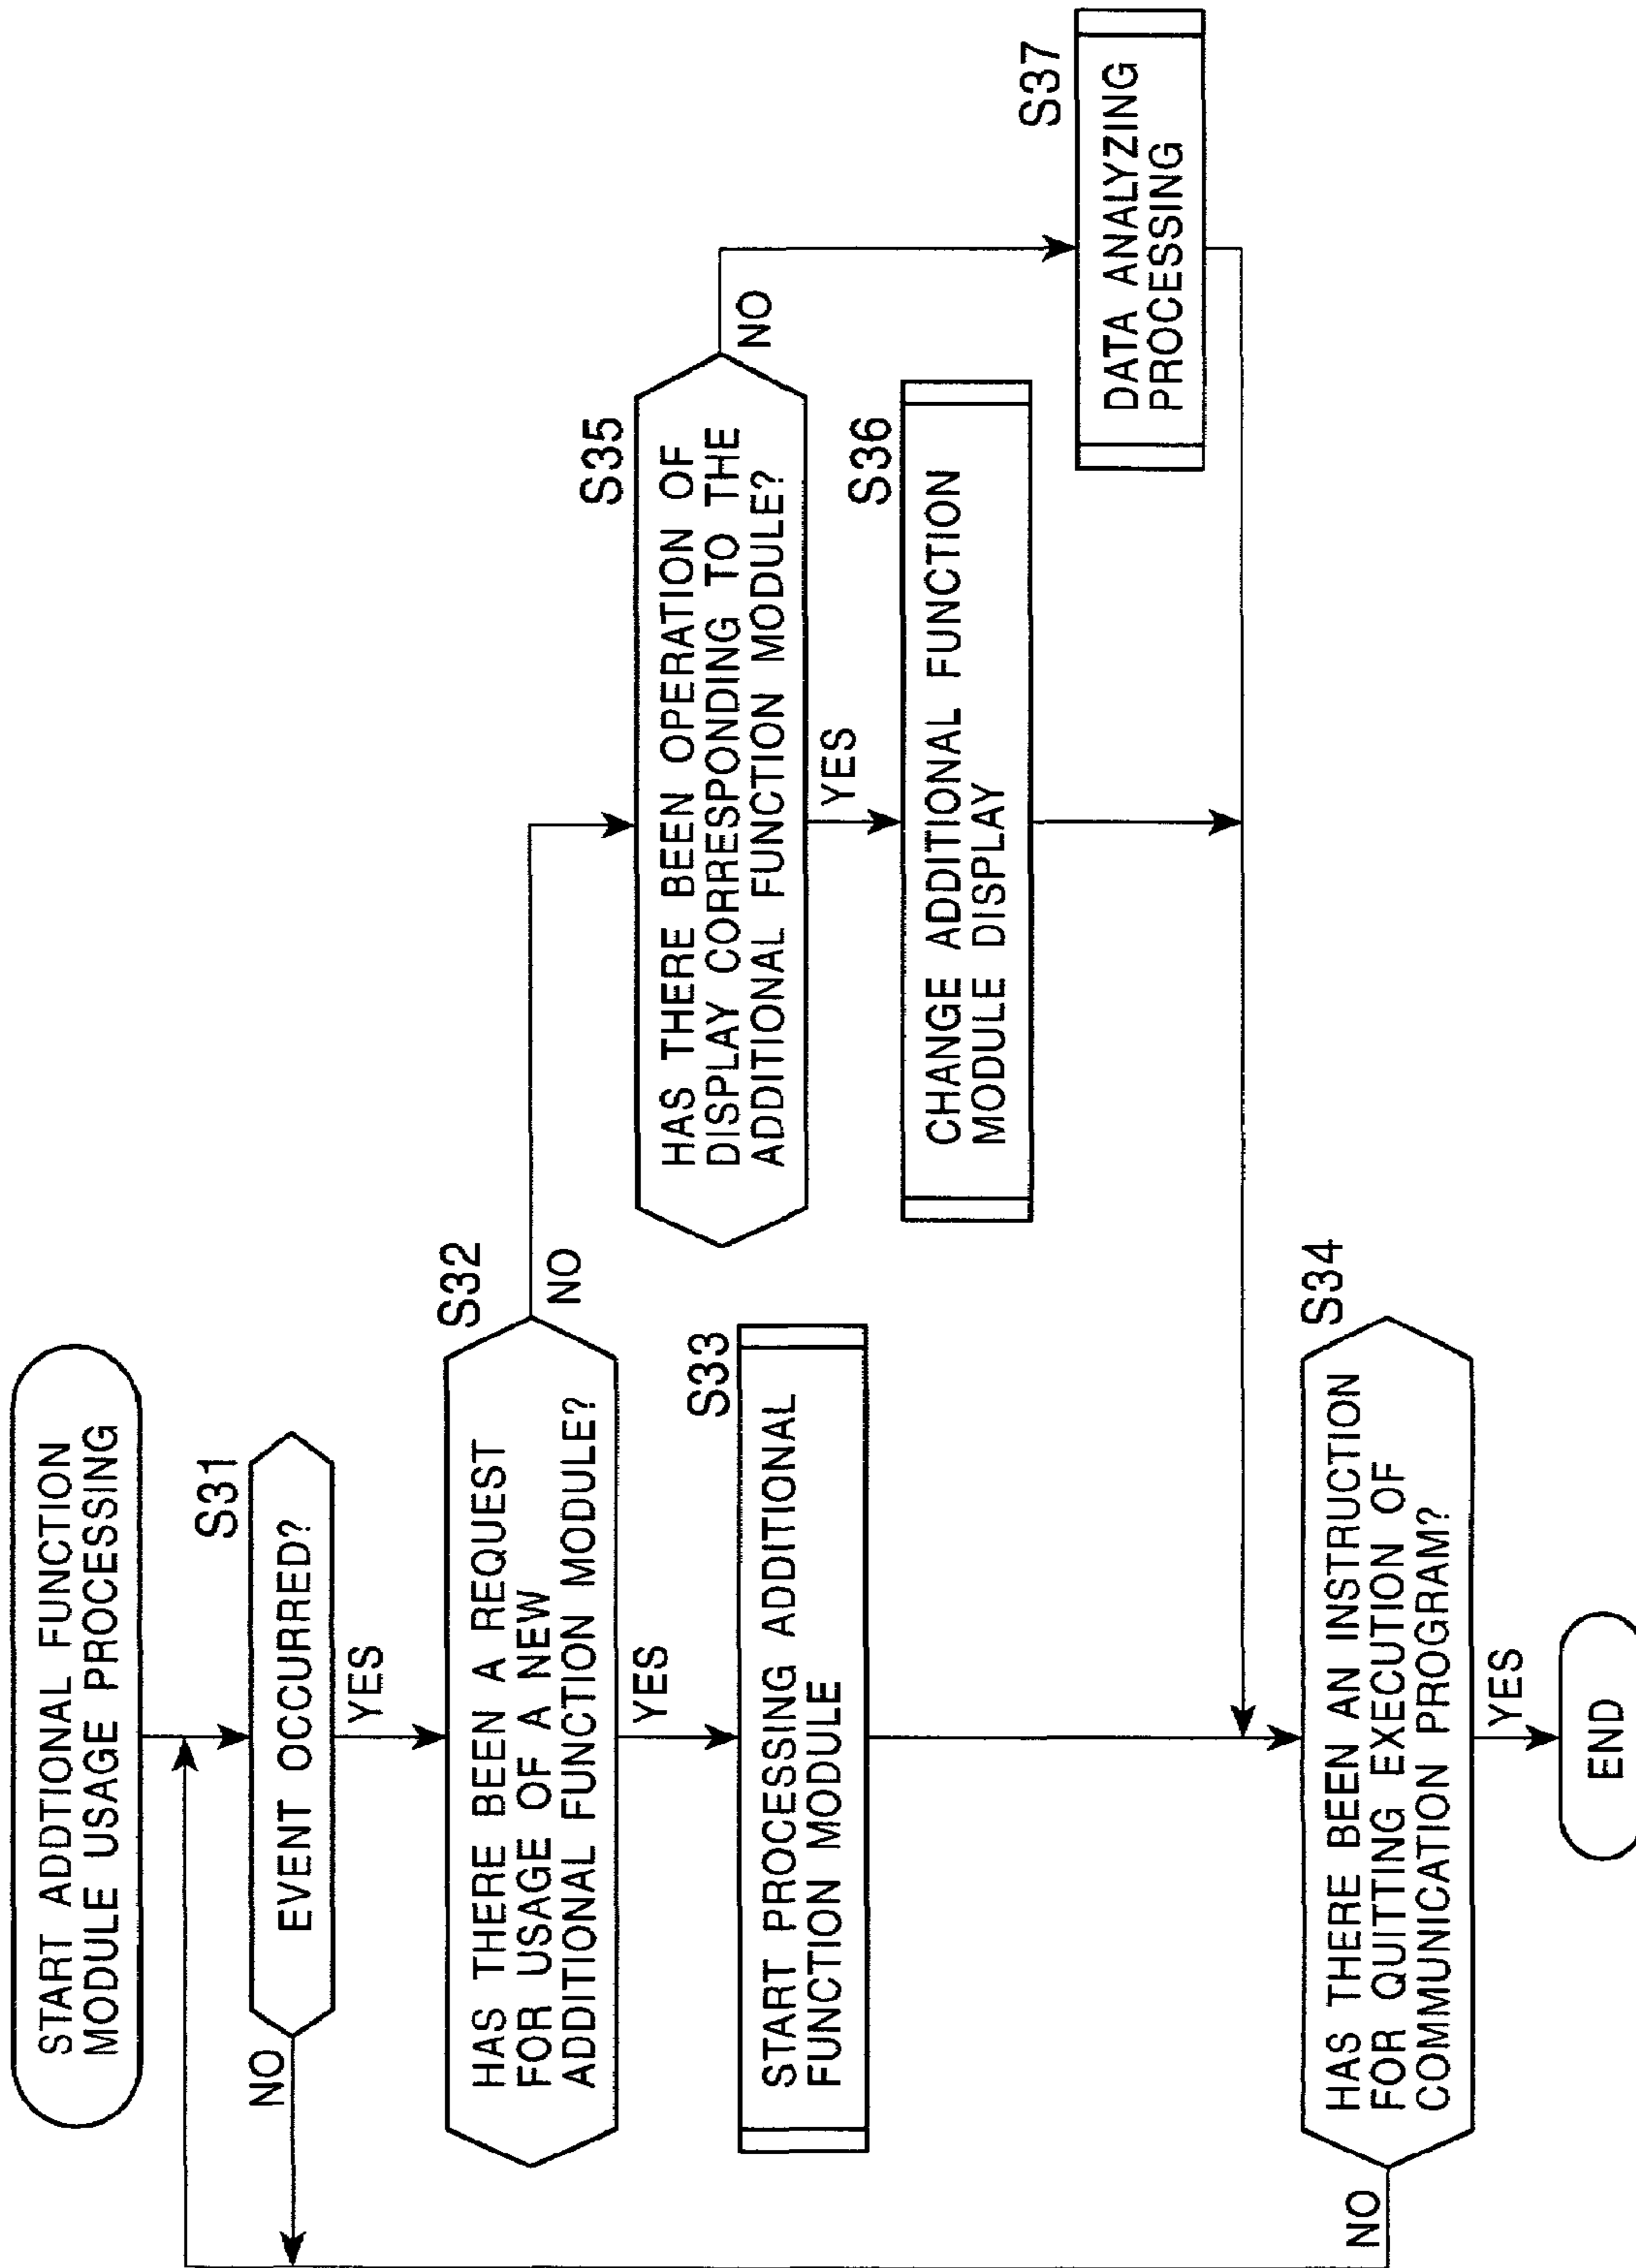 START ADDTIONAL FUNCTION
MODULE USAGE PROCESSING
S31
EVENT OCCURRED?
NO
YES
S32
HAS THERE BEEN A REQUEST
FOR USAGE OF A NEW
ADDITIONAL FUNCTION MODULE?
NO
YES
S33
START PROCESSING ADDITIONAL
FUNCTION MODULE
S35
HAS THERE BEEN OPERATION OF
DISPLAY CORRESPONDING TO THE
ADDITIONAL FUNCTION MODULE?
NO
YES
S36
CHANGE ADDITIONAL FUNCTION
MODULE DISPLAY
S37
DATA ANALYZING
PROCESSING
S34
HAS THERE BEEN AN INSTRUCTION
FOR QUITTING EXECUTION OF
COMMUNICATION PROGRAM?
NO
YES
END